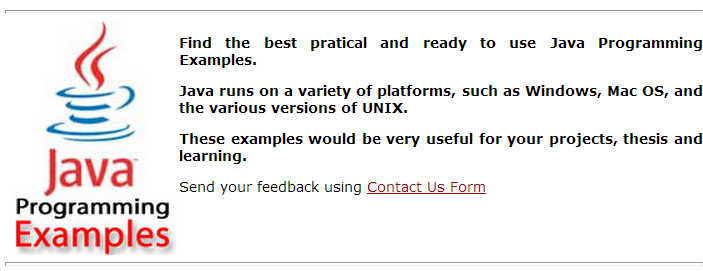 Java
Programming
Examples
Find the best pratical and ready to use Java Programming
Examples.
Java runs on a variety of platforms, such as Windows, Mac OS, and
the various versions of UNIX.
These examples would be very useful for your projects, thesis and
learning.
Send your feedback using Contact Us Form